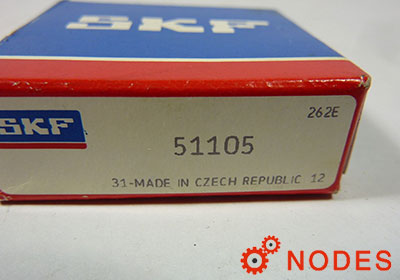 SKF
262E
SKF
51105
31-MADE IN CZECH REPUBLIC 12
NODES